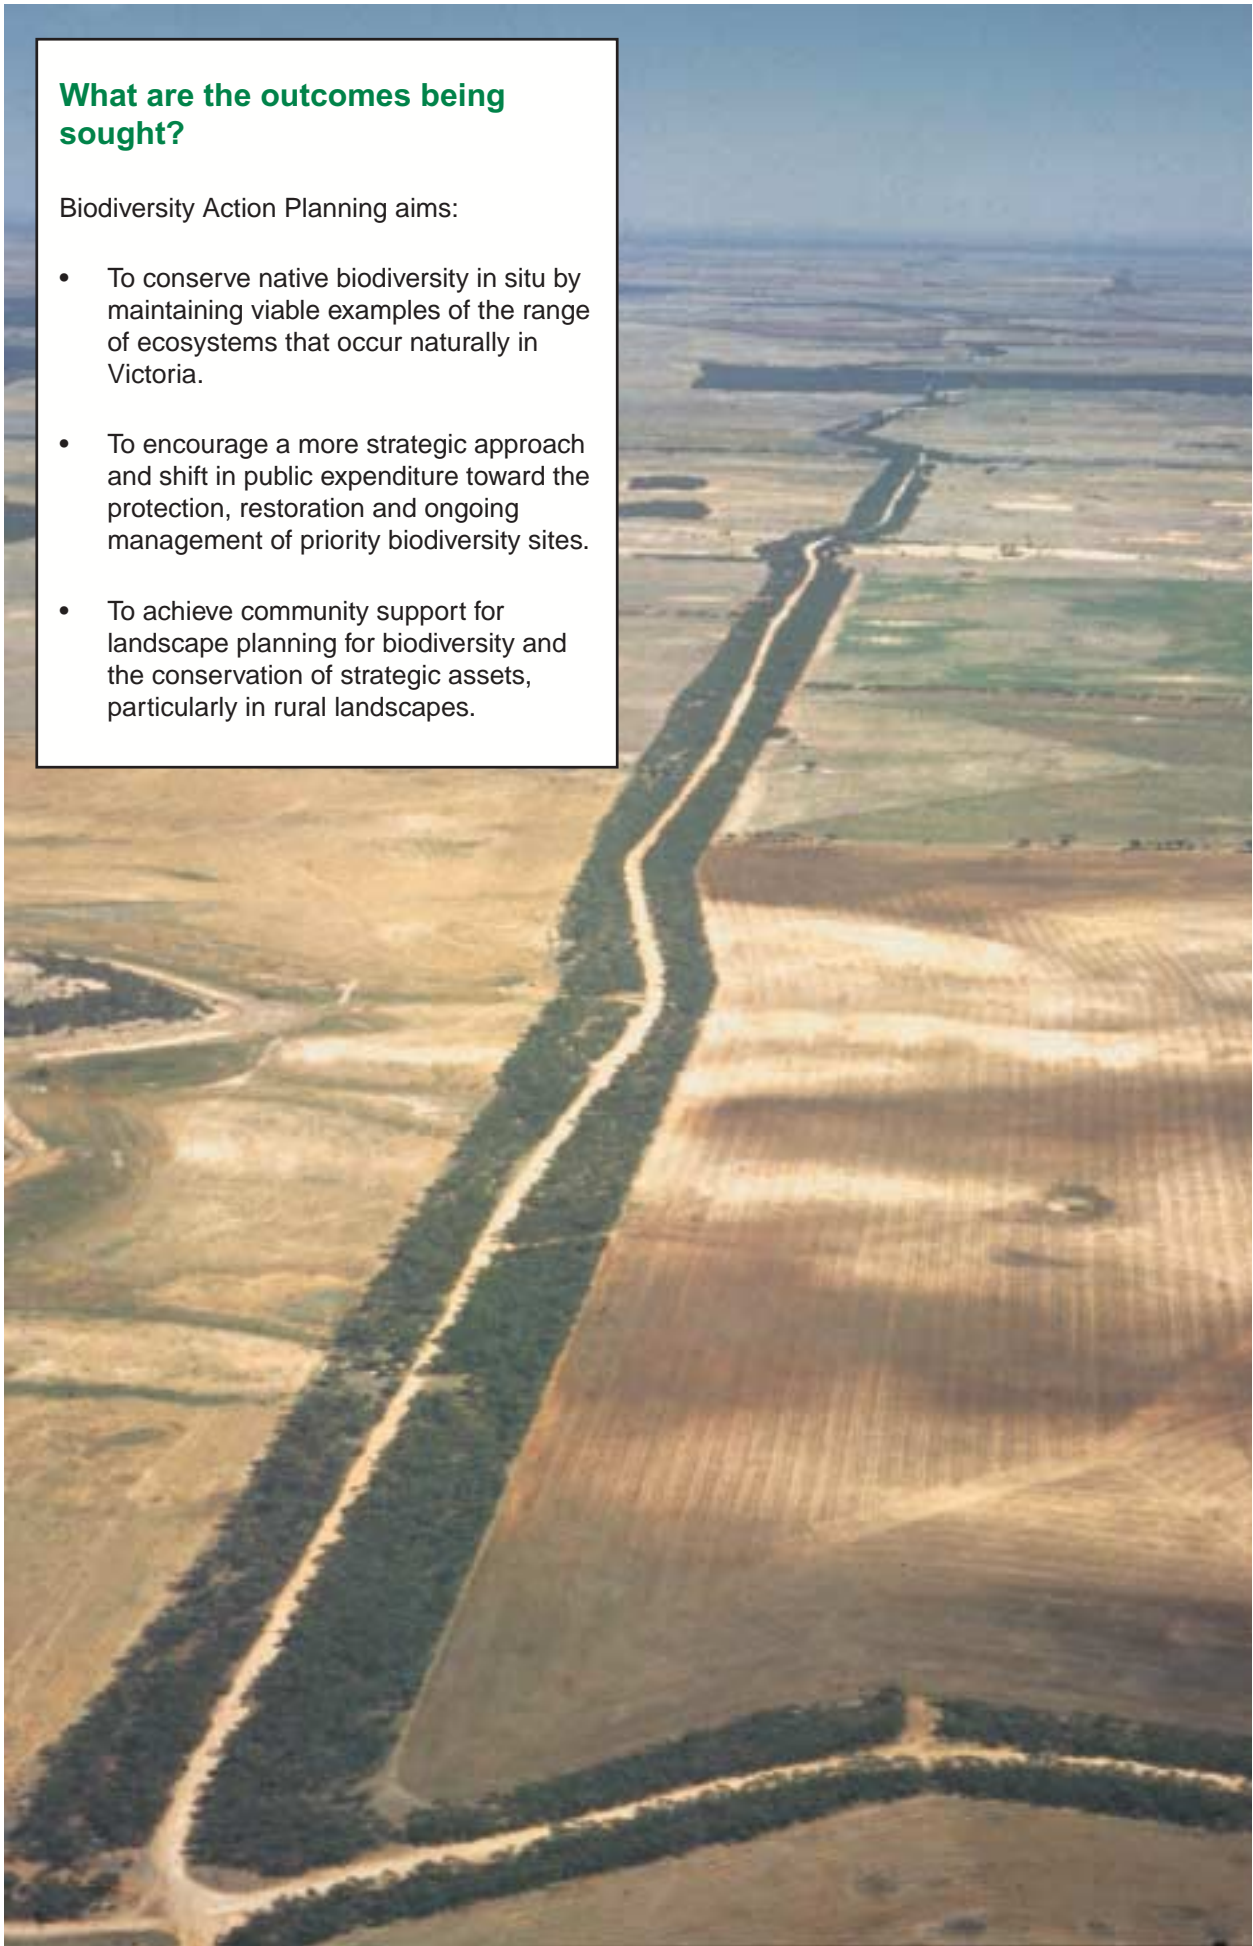 What are the outcomes being
sought?
Biodiversity Action Planning aims:
• To conserve native biodiversity in situ by
maintaining viable examples of the range
of ecosystems that occur naturally in
Victoria.
• To encourage a more strategic approach
and shift in public expenditure toward the
protection, restoration and ongoing
management of priority biodiversity sites.
• To achieve community support for
landscape planning for biodiversity and
the conservation of strategic assets,
particularly in rural landscapes.